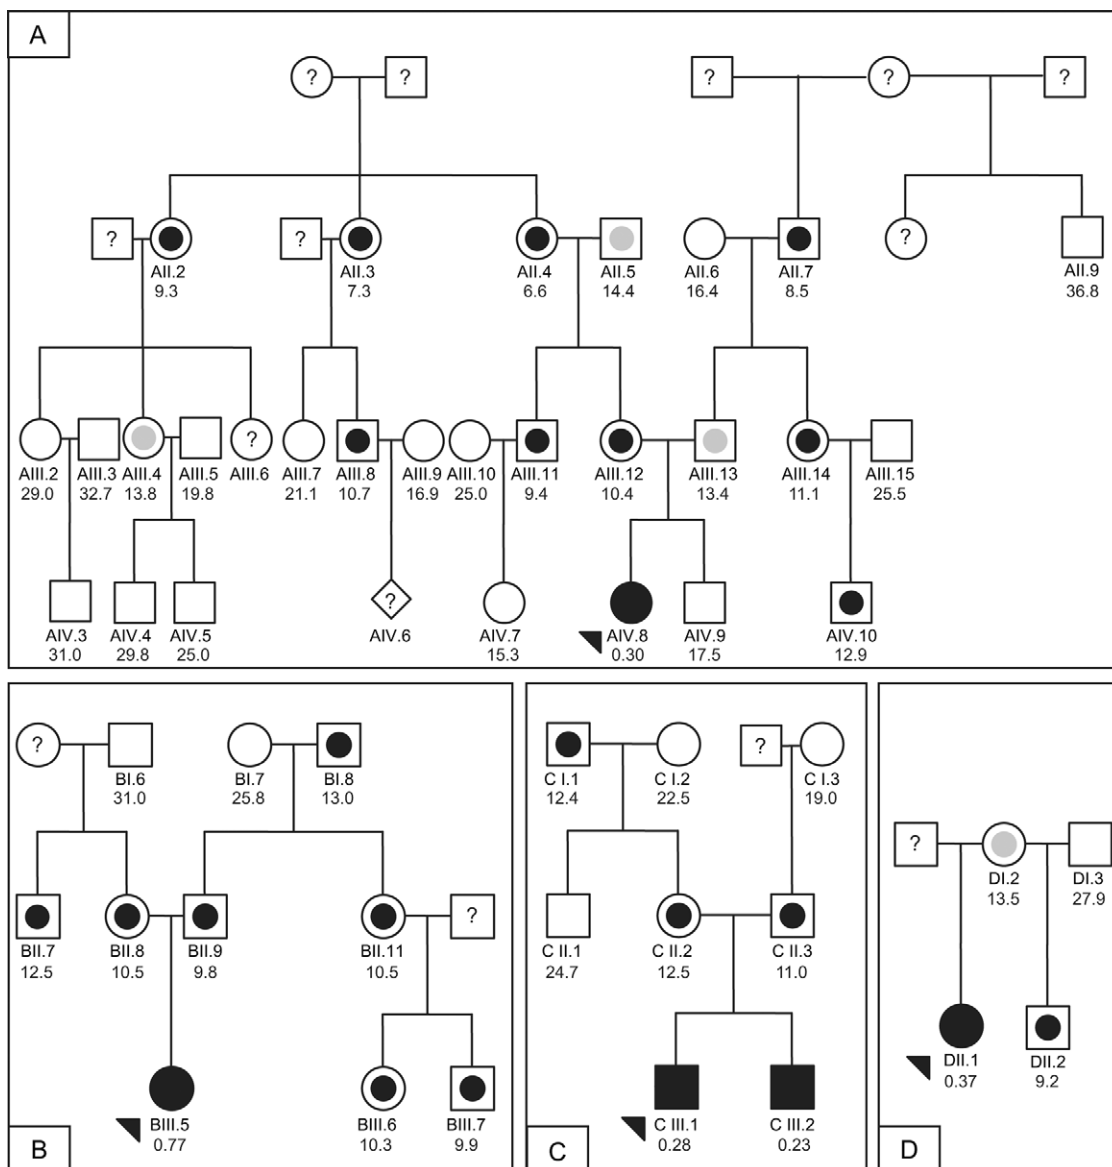 A
? ? ? ? ?
? ? ?
AII.2 AII.3 AII.4 AII.5 AII.6 AII.7 AII.9
9.3 7.3 6.6 14.4 16.4 8.5 36.8
?
AIII.2 AIII.3 AIII.4 AIII.5 AIII.6 AIII.7 AIII.8 AIII.9 AIII.10 AIII.11 AIII.12 AIII.13 AIII.14 AIII.15
29.0 32.7 13.8 19.8 21.1 10.7 16.9 25.0 9.4 10.4 13.4 11.1 25.5
?
AIV.3 AIV.4 AIV.5 AIV.6 AIV.7 AIV.8 AIV.9 AIV.10
31.0 29.8 25.0 15.3 0.30 17.5 12.9
?
BI.6 BI.7 BI.8
31.0 25.8 13.0
?
BII.7 BII.8 BII.9 BII.11
12.5 10.5 9.8 10.5
BIII.5 BIII.6 BIII.7
0.77 10.3 9.9
B
?
C I.1 C I.2 C I.3
12.4 22.5 19.0
C II.1 C II.2 C II.3
24.7 12.5 11.0
C III.1 C III.2
0.28 0.23
C
?
DI.2 DI.3
13.5 27.9
DII.1 DII.2
0.37 9.2
D